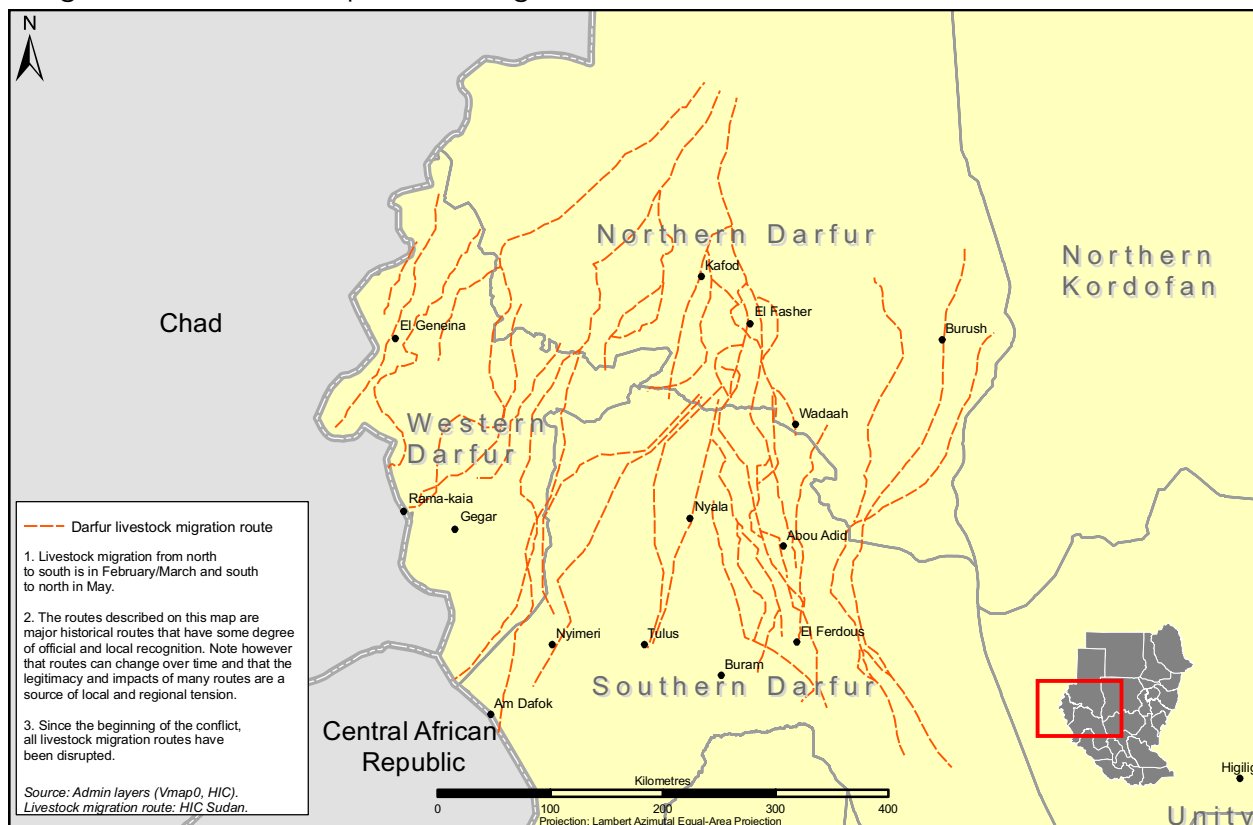 N
Northern Darfur
Northern
Kordofan
Kafod
Chad
El Geneina
El Fasher
Burush
Western
Darfur
Wadaah
Rama-kaia
Gegar
Nyala
Abou Adid
Nyimeri
Tulus
El Ferdous
Buram
Southern Darfur
Am Dafok
Central African
Republic
Higilig
Unity
Darfur livestock migration route
1. Livestock migration from north
to south is in February/March and south
to north in May.
2. The routes described on this map are
major historical routes that have some degree
of official and local recognition. Note however
that routes can change over time and that the
legitimacy and impacts of many routes are a
source of local and regional tension.
3. Since the beginning of the conflict,
all livestock migration routes have
been disrupted.
Source: Admin layers (Vmap0, HIC).
Livestock migration route: HIC Sudan.
Kilometres
0 100 200 300 400
Projection: Lambert Azimutal Equal-Area Projection